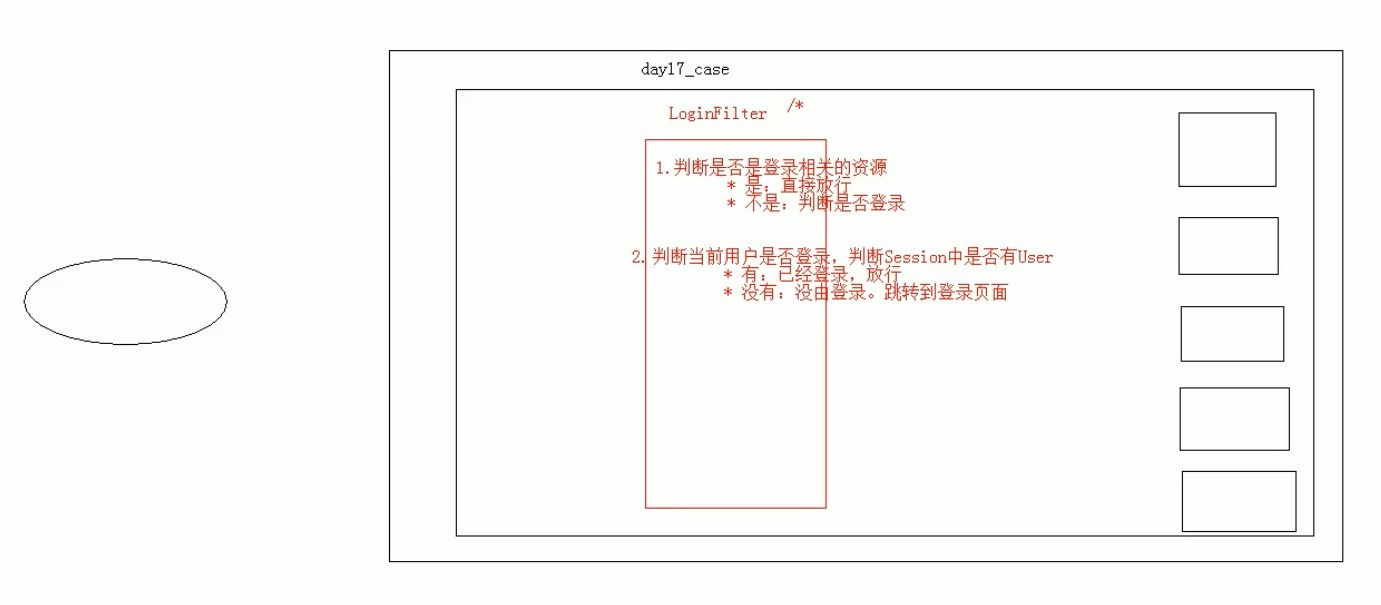 day17_case
LoginFilter /*
1.判断是否是登录相关的资源
* 是：直接放行
* 不是：判断是否登录
2.判断当前用户是否登录，判断Session中是否有User
* 有：已经登录，放行
* 没有：没由登录。跳转到登录页面